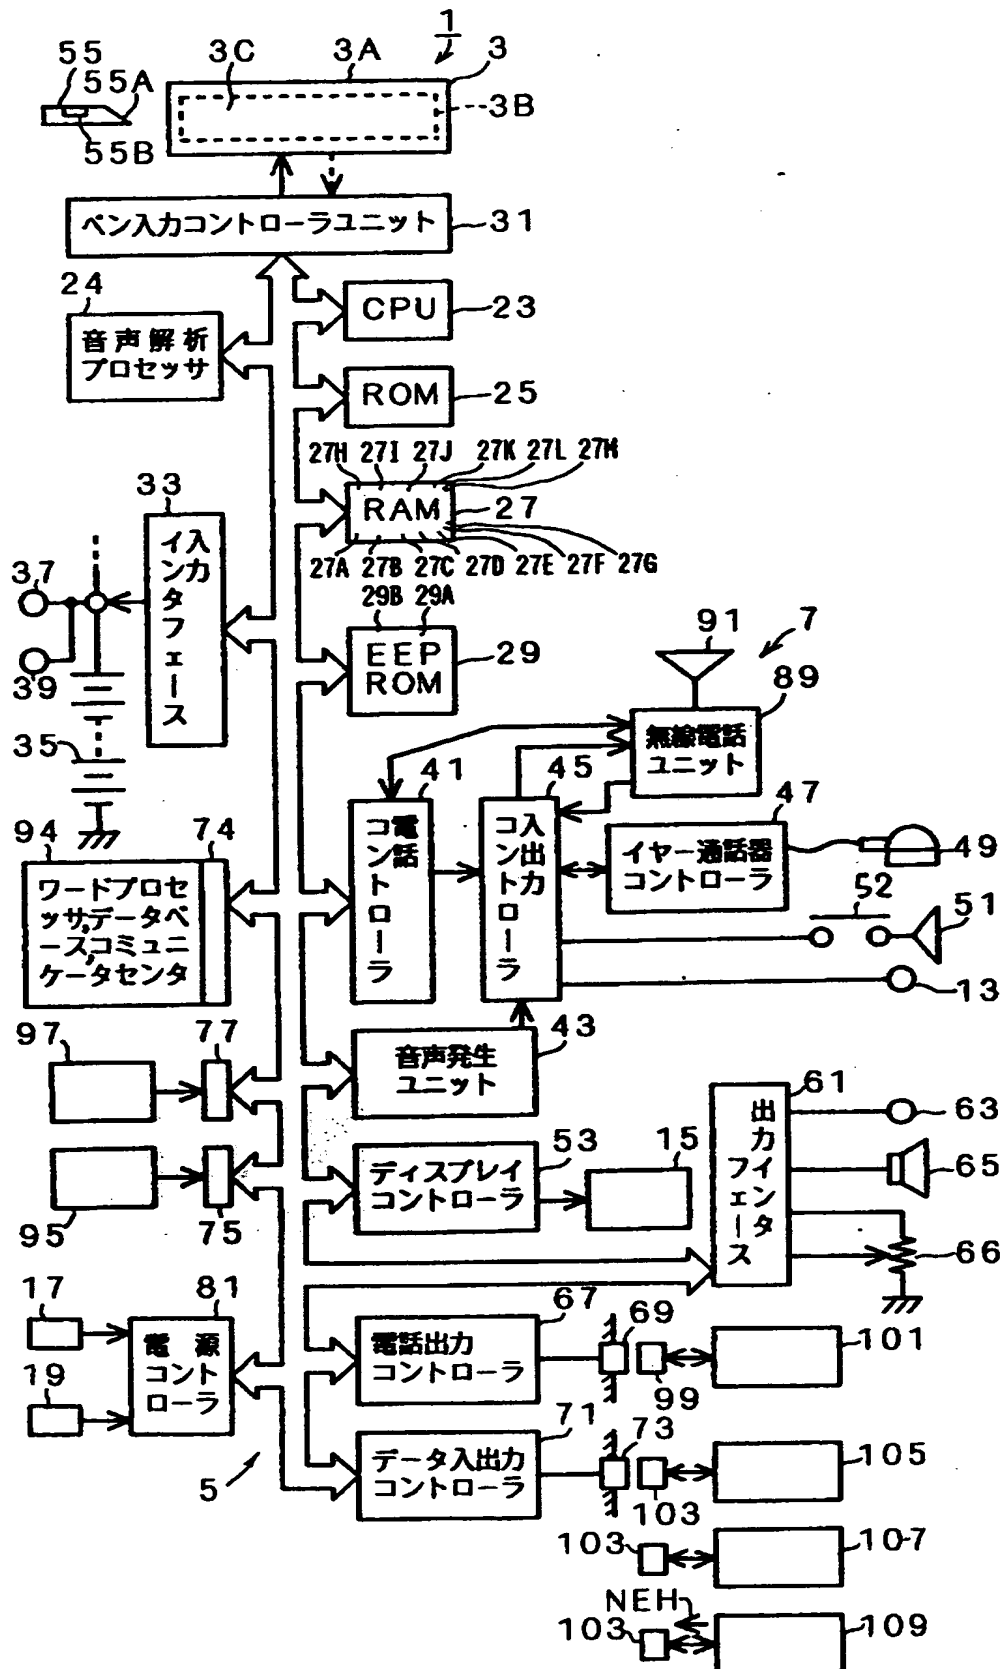 1
55
3C
3A
3
55A
3B
55B
ペン入力コントローラユニット
31
24
CPU
23
音声解析
プロセッサ
ROM
25
27H 27I 27J 27K 27L 27M
33
RAM
27
入力
インタフェース
27A 27B 27C 27D 27E 27F 27G
37
29B 29A
EEP
ROM
29
39
91
7
89
無線電話
ユニット
35
41
45
47
94
74
電話
コントローラ
入出力
コントローラ
イヤー通話器
コントローラ
49
ワードプロセ
ッサ,データベ
ース,コミュニ
ケータセンタ
52
51
13
97
77
音声発生
ユニット
43
61
出力
インタ
フェース
63
95
75
ディスプレイ
コントローラ
53
15
65
66
17
81
電源
コント
ローラ
67
電話出力
コントローラ
69
101
19
99
71
73
データ入出力
コントローラ
105
5
103
103
107
NEH
103
109